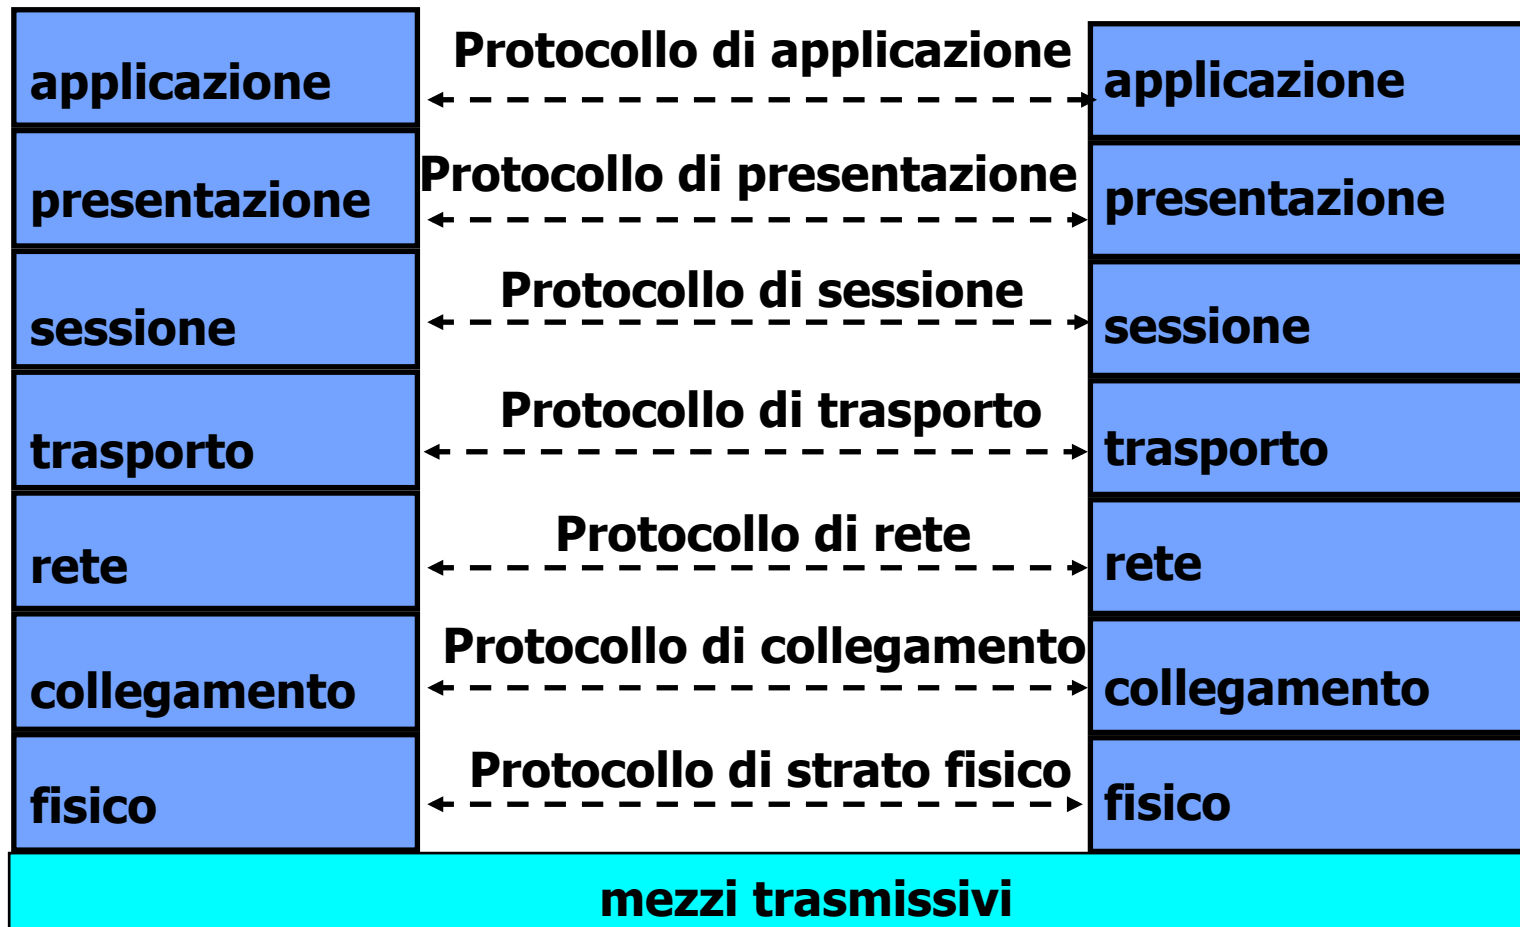 applicazione
Protocollo di applicazione
applicazione
presentazione
Protocollo di presentazione
presentazione
sessione
Protocollo di sessione
sessione
trasporto
Protocollo di trasporto
trasporto
rete
Protocollo di rete
rete
collegamento
Protocollo di collegamento
collegamento
fisico
Protocollo di strato fisico
fisico
mezzi trasmissivi